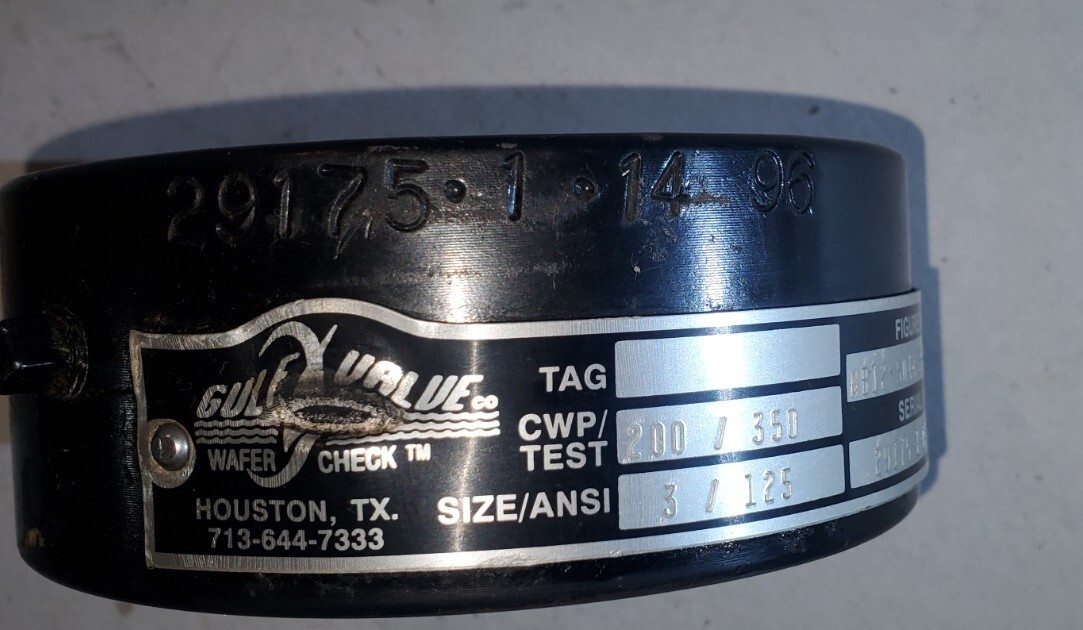 29175·1·14 96
GULF VALVE CO
WAFER CHECK ™
HOUSTON, TX.
713-644-7333
TAG
CWP/
TEST
200 / 350
SIZE/ANSI
3 / 125